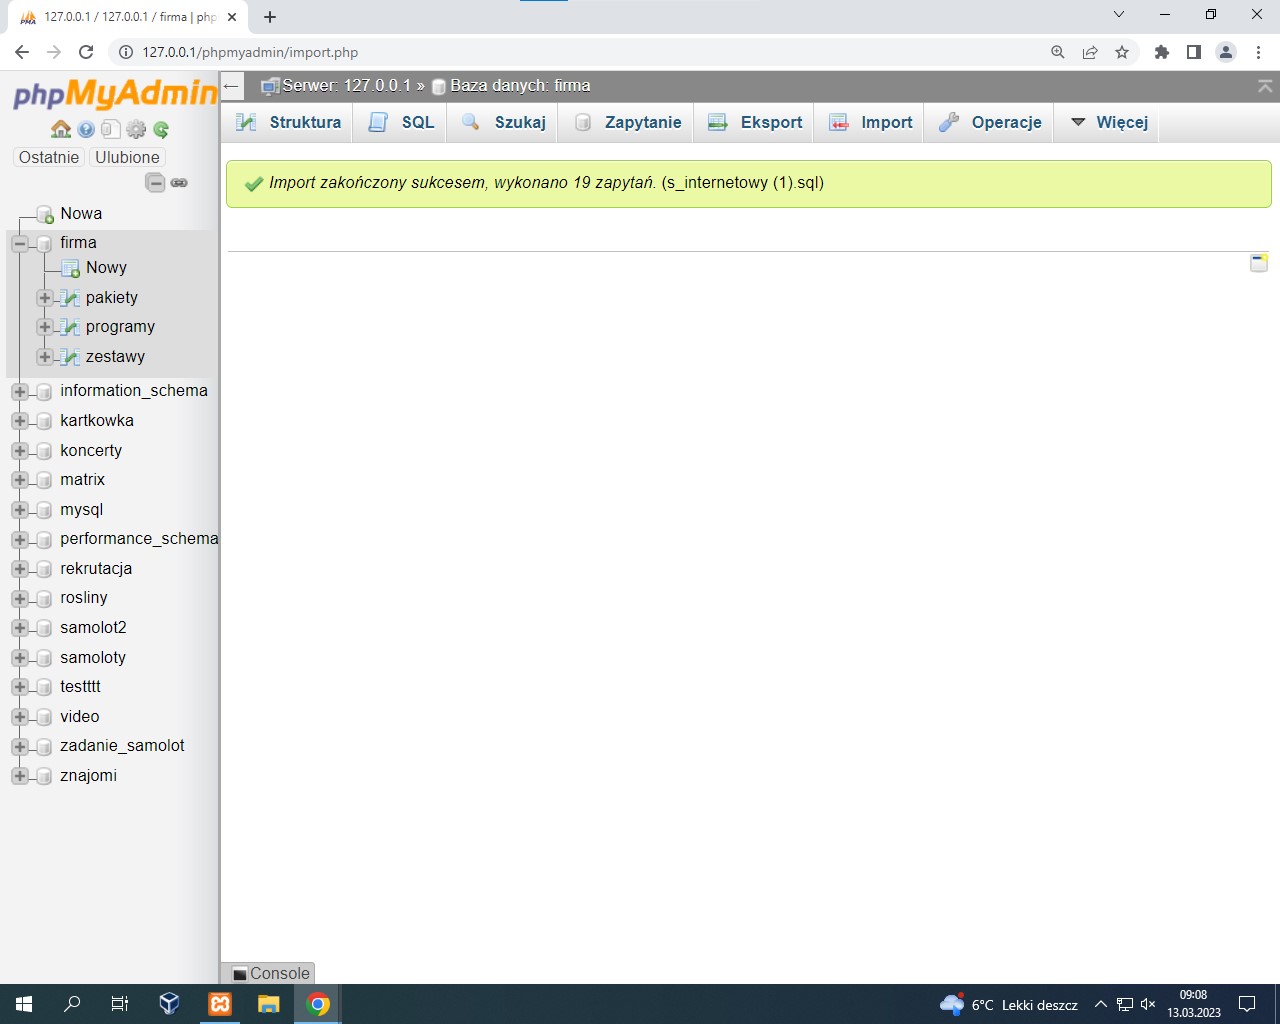 127.0.0.1 / 127.0.0.1 / firma | php
127.0.0.1/phpmyadmin/import.php
phpMyAdmin
Ostatnie Ulubione
Nowa
firma
Nowy
pakiety
programy
zestawy
information_schema
kartkowka
koncerty
matrix
mysql
performance_schema
rekrutacja
rosliny
samolot2
samoloty
testttt
video
zadanie_samolot
znajomi
Serwer: 127.0.0.1 » Baza danych: firma
Struktura SQL Szukaj Zapytanie Eksport Import Operacje Więcej
Import zakończony sukcesem, wykonano 19 zapytań. (s_internetowy (1).sql)
Console
6°C Lekki deszcz
09:08
13.03.2023